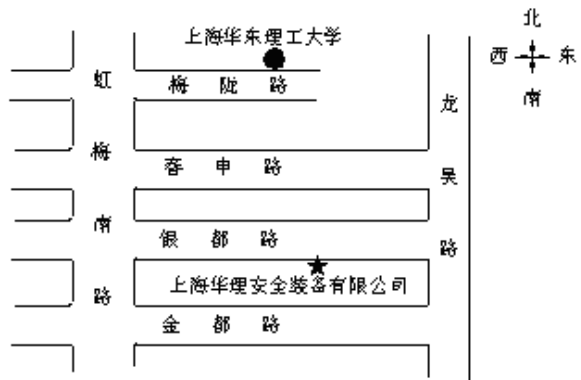 北
上海华东理工大学
西 东
虹梅南路
梅陇路
南
龙吴路
春申路
银都路
上海华理安全装备有限公司
金都路